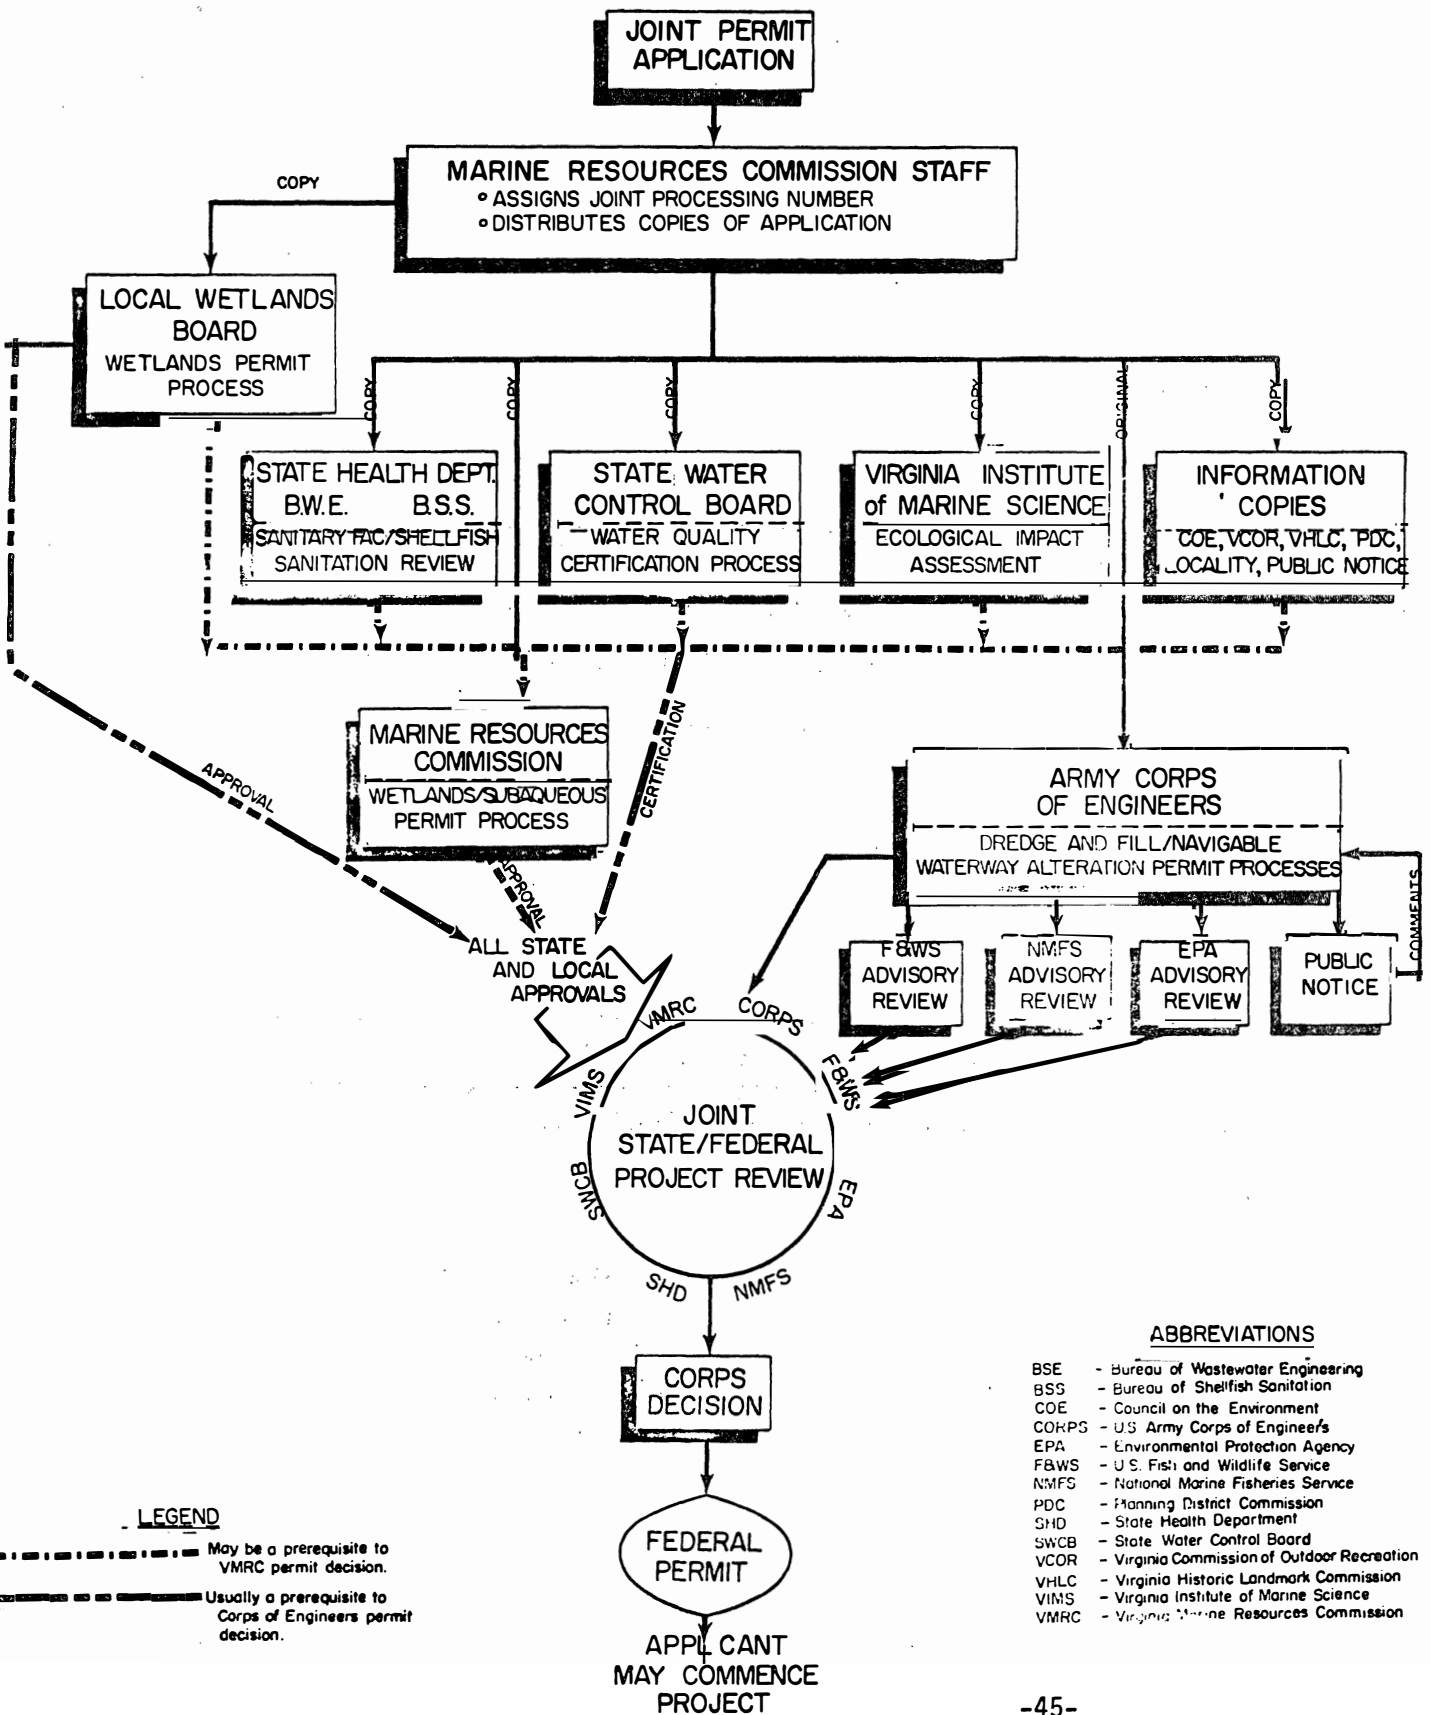 JOINT PERMIT
APPLICATION
MARINE RESOURCES COMMISSION STAFF
ASSIGNS JOINT PROCESSING NUMBER
DISTRIBUTES COPIES OF APPLICATION
COPY
LOCAL WETLANDS
BOARD
WETLANDS PERMIT
PROCESS
COPY
COPY
COPY
COPY
ORIGINAL
COPY
STATE HEALTH DEPT.
B.W.E. B.S.S.
SANITARY FAC/SHELLFISH
SANITATION REVIEW
STATE WATER
CONTROL BOARD
WATER QUALITY
CERTIFICATION PROCESS
VIRGINIA INSTITUTE
of MARINE SCIENCE
ECOLOGICAL IMPACT
ASSESSMENT
INFORMATION
COPIES
COE, VCOR, VHLC, PDC,
LOCALITY, PUBLIC NOTICE
MARINE RESOURCES
COMMISSION
WETLANDS/SUBAQUEOUS
PERMIT PROCESS
CERTIFICATION
APPROVAL
APPROVAL
ARMY CORPS
OF ENGINEERS
DREDGE AND FILL/NAVIGABLE
WATERWAY ALTERATION PERMIT PROCESSES
COMMENTS
F&WS
ADVISORY
REVIEW
NMFS
ADVISORY
REVIEW
EPA
ADVISORY
REVIEW
PUBLIC
NOTICE
ALL STATE
AND LOCAL
APPROVALS
VMRC
CORPS
F&WS
EPA
NMFS
SHD
SWCB
VIMS
JOINT
STATE/FEDERAL
PROJECT REVIEW
CORPS
DECISION
FEDERAL
PERMIT
APPL CANT
MAY COMMENCE
PROJECT
LEGEND
May be a prerequisite to
VMRC permit decision.
Usually a prerequisite to
Corps of Engineers permit
decision.
ABBREVIATIONS
BSE - Bureau of Wastewater Engineering
BSS - Bureau of Shellfish Sanitation
COE - Council on the Environment
CORPS - U.S Army Corps of Engineers
EPA - Environmental Protection Agency
F&WS - U.S. Fish and Wildlife Service
NMFS - National Marine Fisheries Service
PDC - Planning District Commission
SHD - State Health Department
SWCB - State Water Control Board
VCOR - Virginia Commission of Outdoor Recreation
VHLC - Virginia Historic Landmark Commission
VIMS - Virginia Institute of Marine Science
VMRC - Virginia Marine Resources Commission
-45-